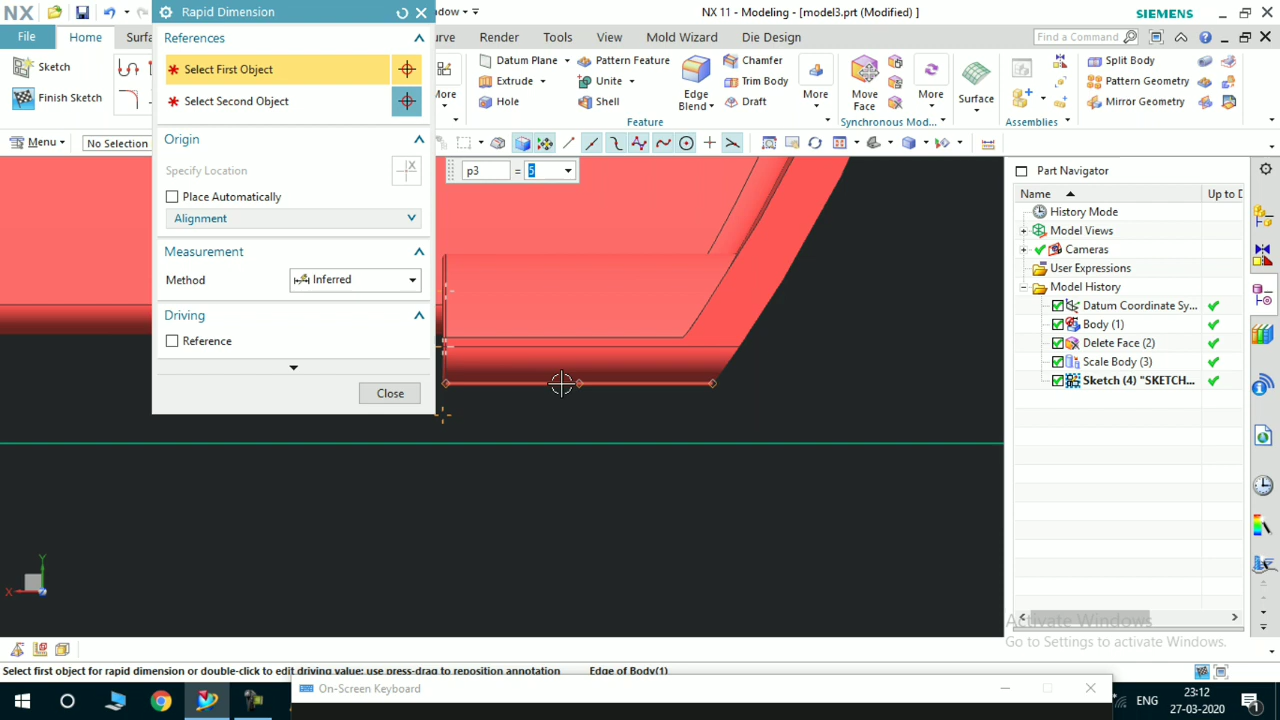 NX
Rapid Dimension
ndow
NX 11 - Modeling - [model3.prt (Modified) ]
SIEMENS
File
Home
Surfa
rve
Render
Tools
View
Mold Wizard
Die Design
Find a Command
Sketch
Finish Sketch
ore
Datum Plane
Extrude
Hole
Pattern Feature
Unite
Shell
Edge
Blend
Chamfer
Trim Body
Draft
More
Feature
Move
Face
More
Synchronous Mod...
Surface
Assemblies
Split Body
Pattern Geometry
Mirror Geometry
Menu
No Selection
References
* Select First Object
* Select Second Object
Origin
Specify Location
Place Automatically
Alignment
Measurement
Method
Inferred
Driving
Reference
Close
p3 = 5
Part Navigator
Name
Up to D
History Mode
Model Views
Cameras
User Expressions
Model History
Datum Coordinate Sy...
Body (1)
Delete Face (2)
Scale Body (3)
Sketch (4) "SKETCH...
Y
X
Activate Windows
Go to Settings to activate Windows.
Select first object for rapid dimension or double-click to edit driving value; use press-drag to reposition annotation
Edge of Body(1)
On-Screen Keyboard
ENG
23:12
27-03-2020
1